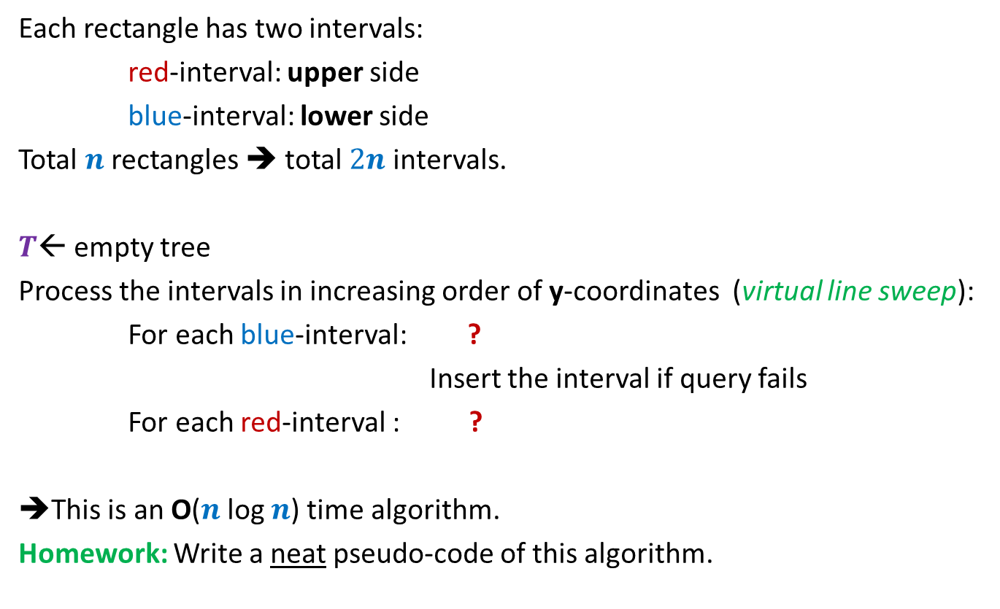 Each rectangle has two intervals:
red-interval: upper side
blue-interval: lower side
Total n rectangles 🡺 total 2n intervals.
T← empty tree
Process the intervals in increasing order of y-coordinates (virtual line sweep):
For each blue-interval: ?
Insert the interval if query fails
For each red-interval : ?
🡺This is an O(n log n) time algorithm.
Homework: Write a neat pseudo-code of this algorithm.